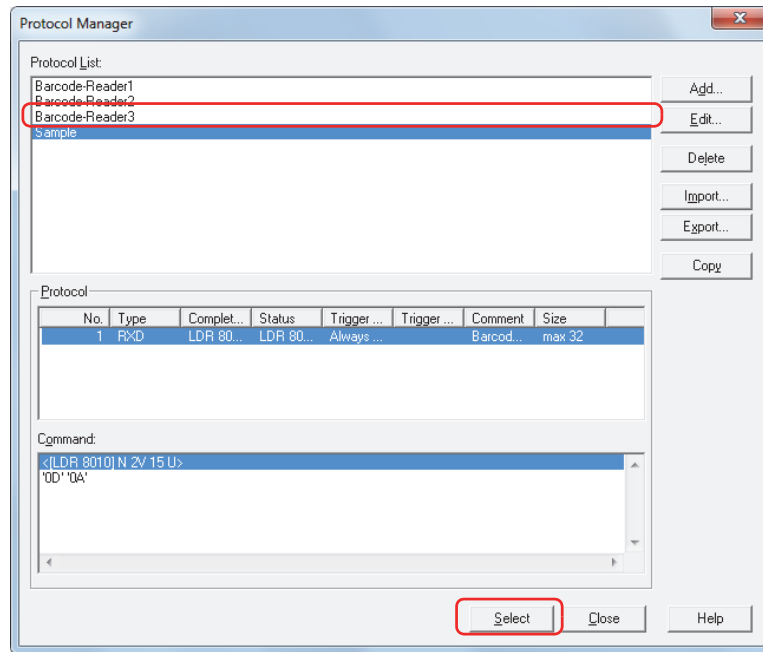 Protocol Manager
Protocol List:
Barcode-Reader1
Barcode-Reader2
Barcode-Reader3
Sample
Add...
Edit...
Delete
Import...
Export...
Copy
Protocol
No. Type Complet... Status Trigger ... Trigger ... Comment Size
1 RXD LDR 80... LDR 80... Always ... Barcod... max 32
Command:
<[LDR 8010] N 2V 15 U>
'0D' '0A'
Select Close Help